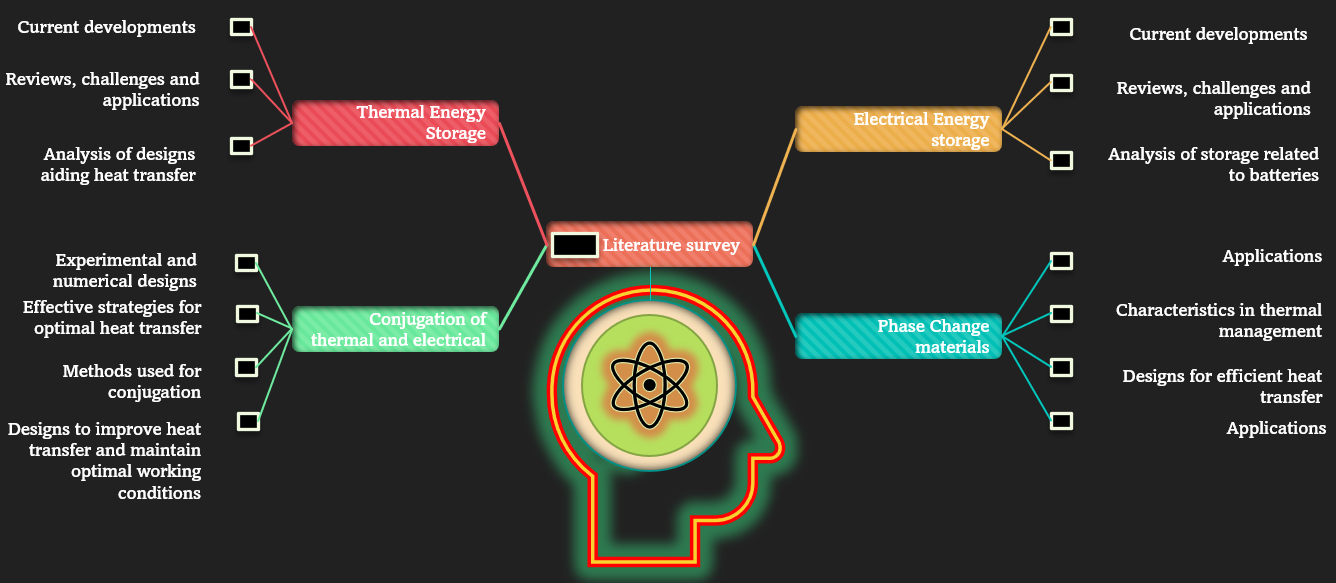 Current developments
Reviews, challenges and
applications
Analysis of designs
aiding heat transfer
Thermal Energy
Storage
Experimental and
numerical designs
Effective strategies for
optimal heat transfer
Methods used for
conjugation
Designs to improve heat
transfer and maintain
optimal working
conditions
Conjugation of
thermal and electrical
Literature survey
Electrical Energy
storage
Current developments
Reviews, challenges and
applications
Analysis of storage related
to batteries
Phase Change
materials
Applications
Characteristics in thermal
management
Designs for efficient heat
transfer
Applications